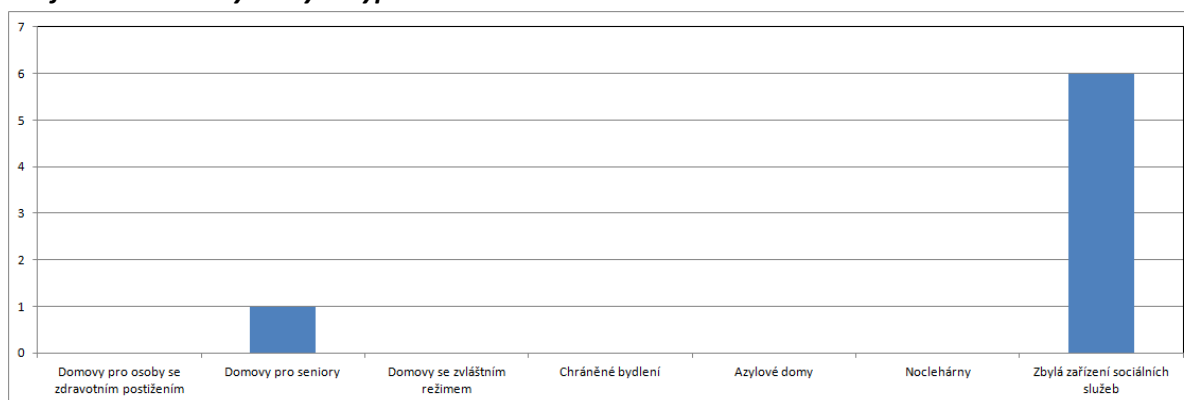 7
6
5
4
3
2
1
0
Domovy pro osoby se
zdravotním postižením
Domovy pro seniory
Domovy se zvláštním
režimem
Chráněné bydlení
Azylové domy
Noclehárny
Zbylá zařízení sociálních
služeb